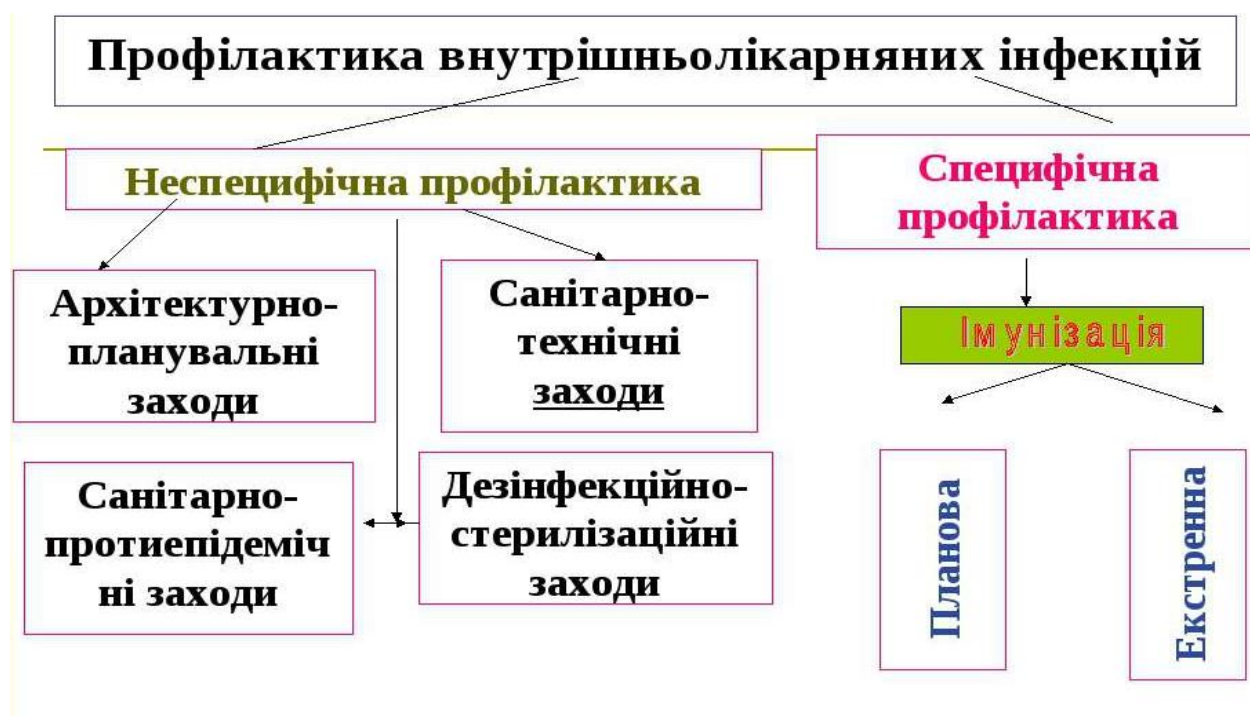 Профілактика внутрішньолікарняних інфекцій
Неспецифічна профілактика
Специфічна
профілактика
Архітектурно-
планувальні
заходи
Санітарно-
технічні
заходи
Імунізація
Санітарно-
протиепідеміч
ні заходи
Дезінфекційно-
стерилізаційні
заходи
Планова
Екстренна